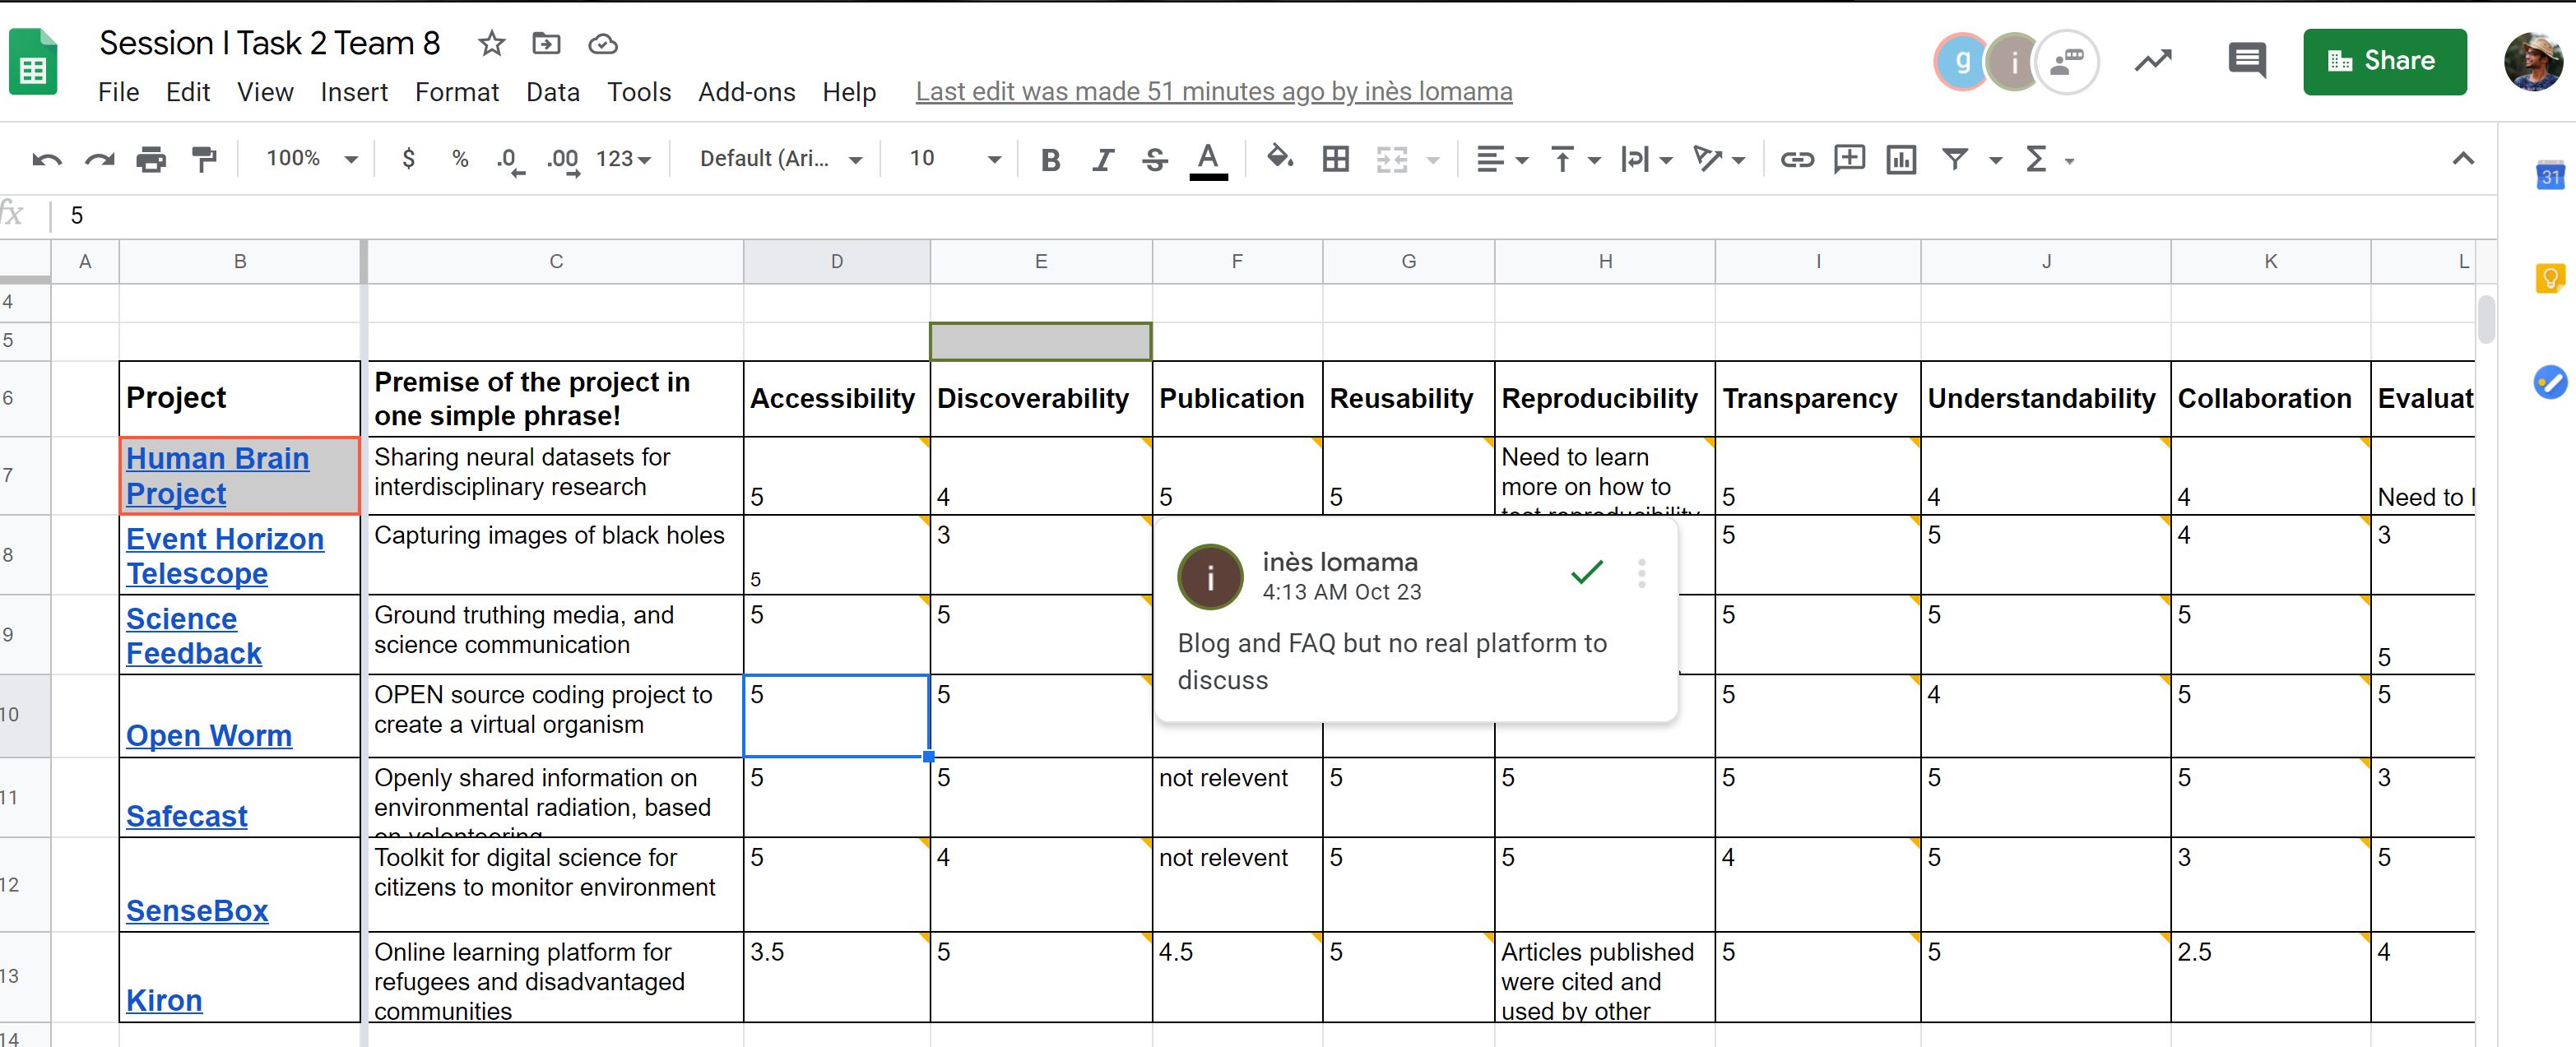 Session I Task 2 Team 8
g
i
Share
File Edit View Insert Format Data Tools Add-ons Help Last edit was made 51 minutes ago by inès lomama
100% $ % .0 .00 123 Default (Ari... 10 B I S A Σ
31
fx 5
A B C D E F G H I J K L
4
5
6 Project Premise of the project in Accessibility Discoverability Publication Reusability Reproducibility Transparency Understandability Collaboration Evaluat
one simple phrase!
7 Human Brain Sharing neural datasets for 5 4 5 5 Need to learn 5 4 4 Need to l
Project interdisciplinary research more on how to
test reproducibility
8 Event Horizon Capturing images of black holes 5 3 5 5 4 3
Telescope
9 Science Ground truthing media, and 5 5 5 5 5 5
Feedback science communication
inès lomama
4:13 AM Oct 23
Blog and FAQ but no real platform to
discuss
10 Open Worm OPEN source coding project to 5 5 5 4 5 5
create a virtual organism
11 Safecast Openly shared information on 5 5 not relevent 5 5 5 5 5 3
environmental radiation, based
on volenteering
12 SenseBox Toolkit for digital science for 5 4 not relevent 5 5 4 5 3 5
citizens to monitor environment
13 Kiron Online learning platform for 3.5 5 4.5 5 Articles published 5 5 2.5 4
refugees and disadvantaged were cited and
communities used by other
14